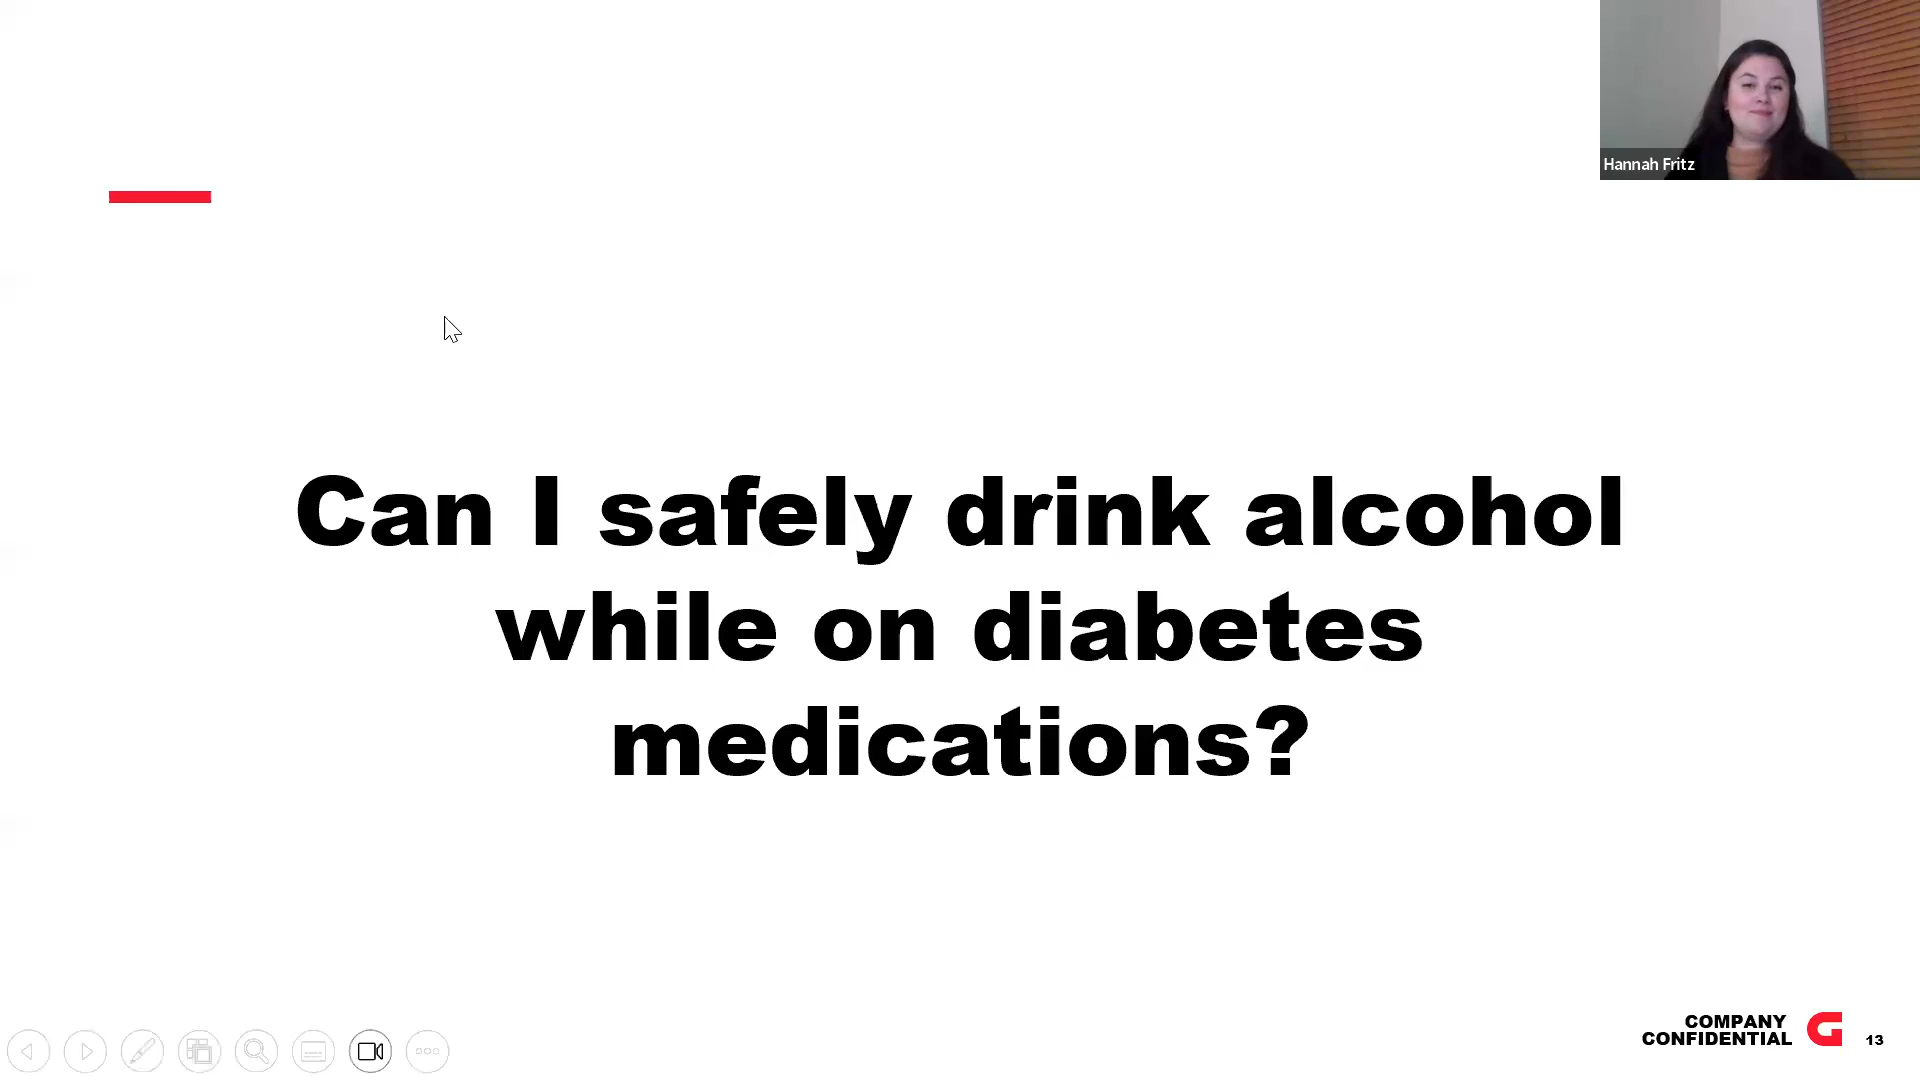 Hannah Fritz
Can I safely drink alcohol
while on diabetes
medications?
COMPANY
CONFIDENTIAL
13